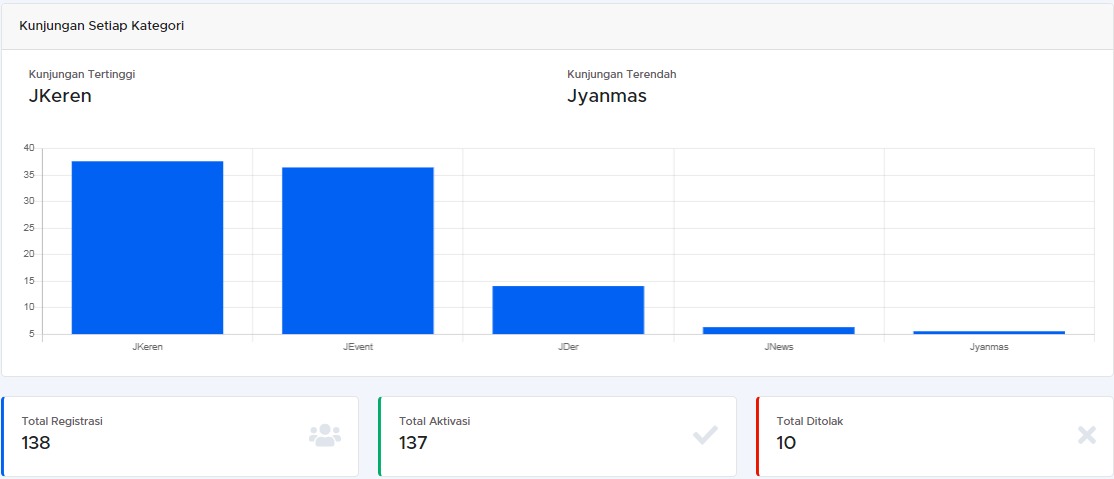 Kunjungan Setiap Kategori
Kunjungan Tertinggi
JKeren
Kunjungan Terendah
Jyanmas
40
35
30
25
20
15
10
5
JKeren JEvent JDer JNews Jyanmas
Total Registrasi
138
Total Aktivasi
137
Total Ditolak
10